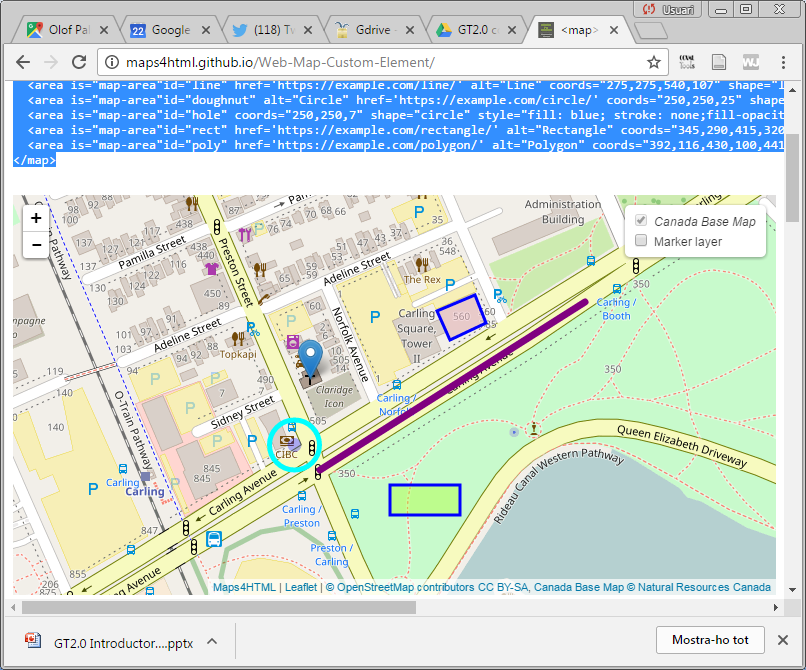 Usuari
Olof Pal
Google
(118) Tw
Gdrive -
GT2.0 c
<map>
maps4html.github.io/Web-Map-Custom-Element/
<area is="map-area"id="line" href='https://example.com/line/' alt="Line" coords="275,275,540,107" shape="l
<area is="map-area"id="doughnut" alt="Circle" href='https://example.com/circle/' coords="250,250,25" shape
<area is="map-area"id="hole" coords="250,250,7" shape="circle" style="fill: blue; stroke: none;fill-opacit
<area is="map-area"id="rect" href='https://example.com/rectangle/' alt="Rectangle" coords="345,290,415,320
<area is="map-area"id="poly" href='https://example.com/polygon/' alt="Polygon" coords="392,116,430,100,441
</map>
+
−
Canada Base Map
Marker layer
Administration
Building
Pamilla Street
Preston Street
Adeline Street
The Rex
Carling
Square,
Tower
II
560
Carling /
Booth
350
Norfolk Avenue
Adeline Street
Topkapi
Claridge
Icon
Carling /
Norfolk
Carling Avenue
Sidney Street
O-Train Pathway
505
CIBC
845
845
Carling
Carling
Carling Avenue
350
Carling /
Preston
Preston /
Carling
Queen Elizabeth Driveway
Rideau Canal Western Pathway
350
855
875
Maps4HTML | Leaflet | © OpenStreetMap contributors CC BY-SA, Canada Base Map © Natural Resources Canada
GT2.0 Introductor....pptx
Mostra-ho tot